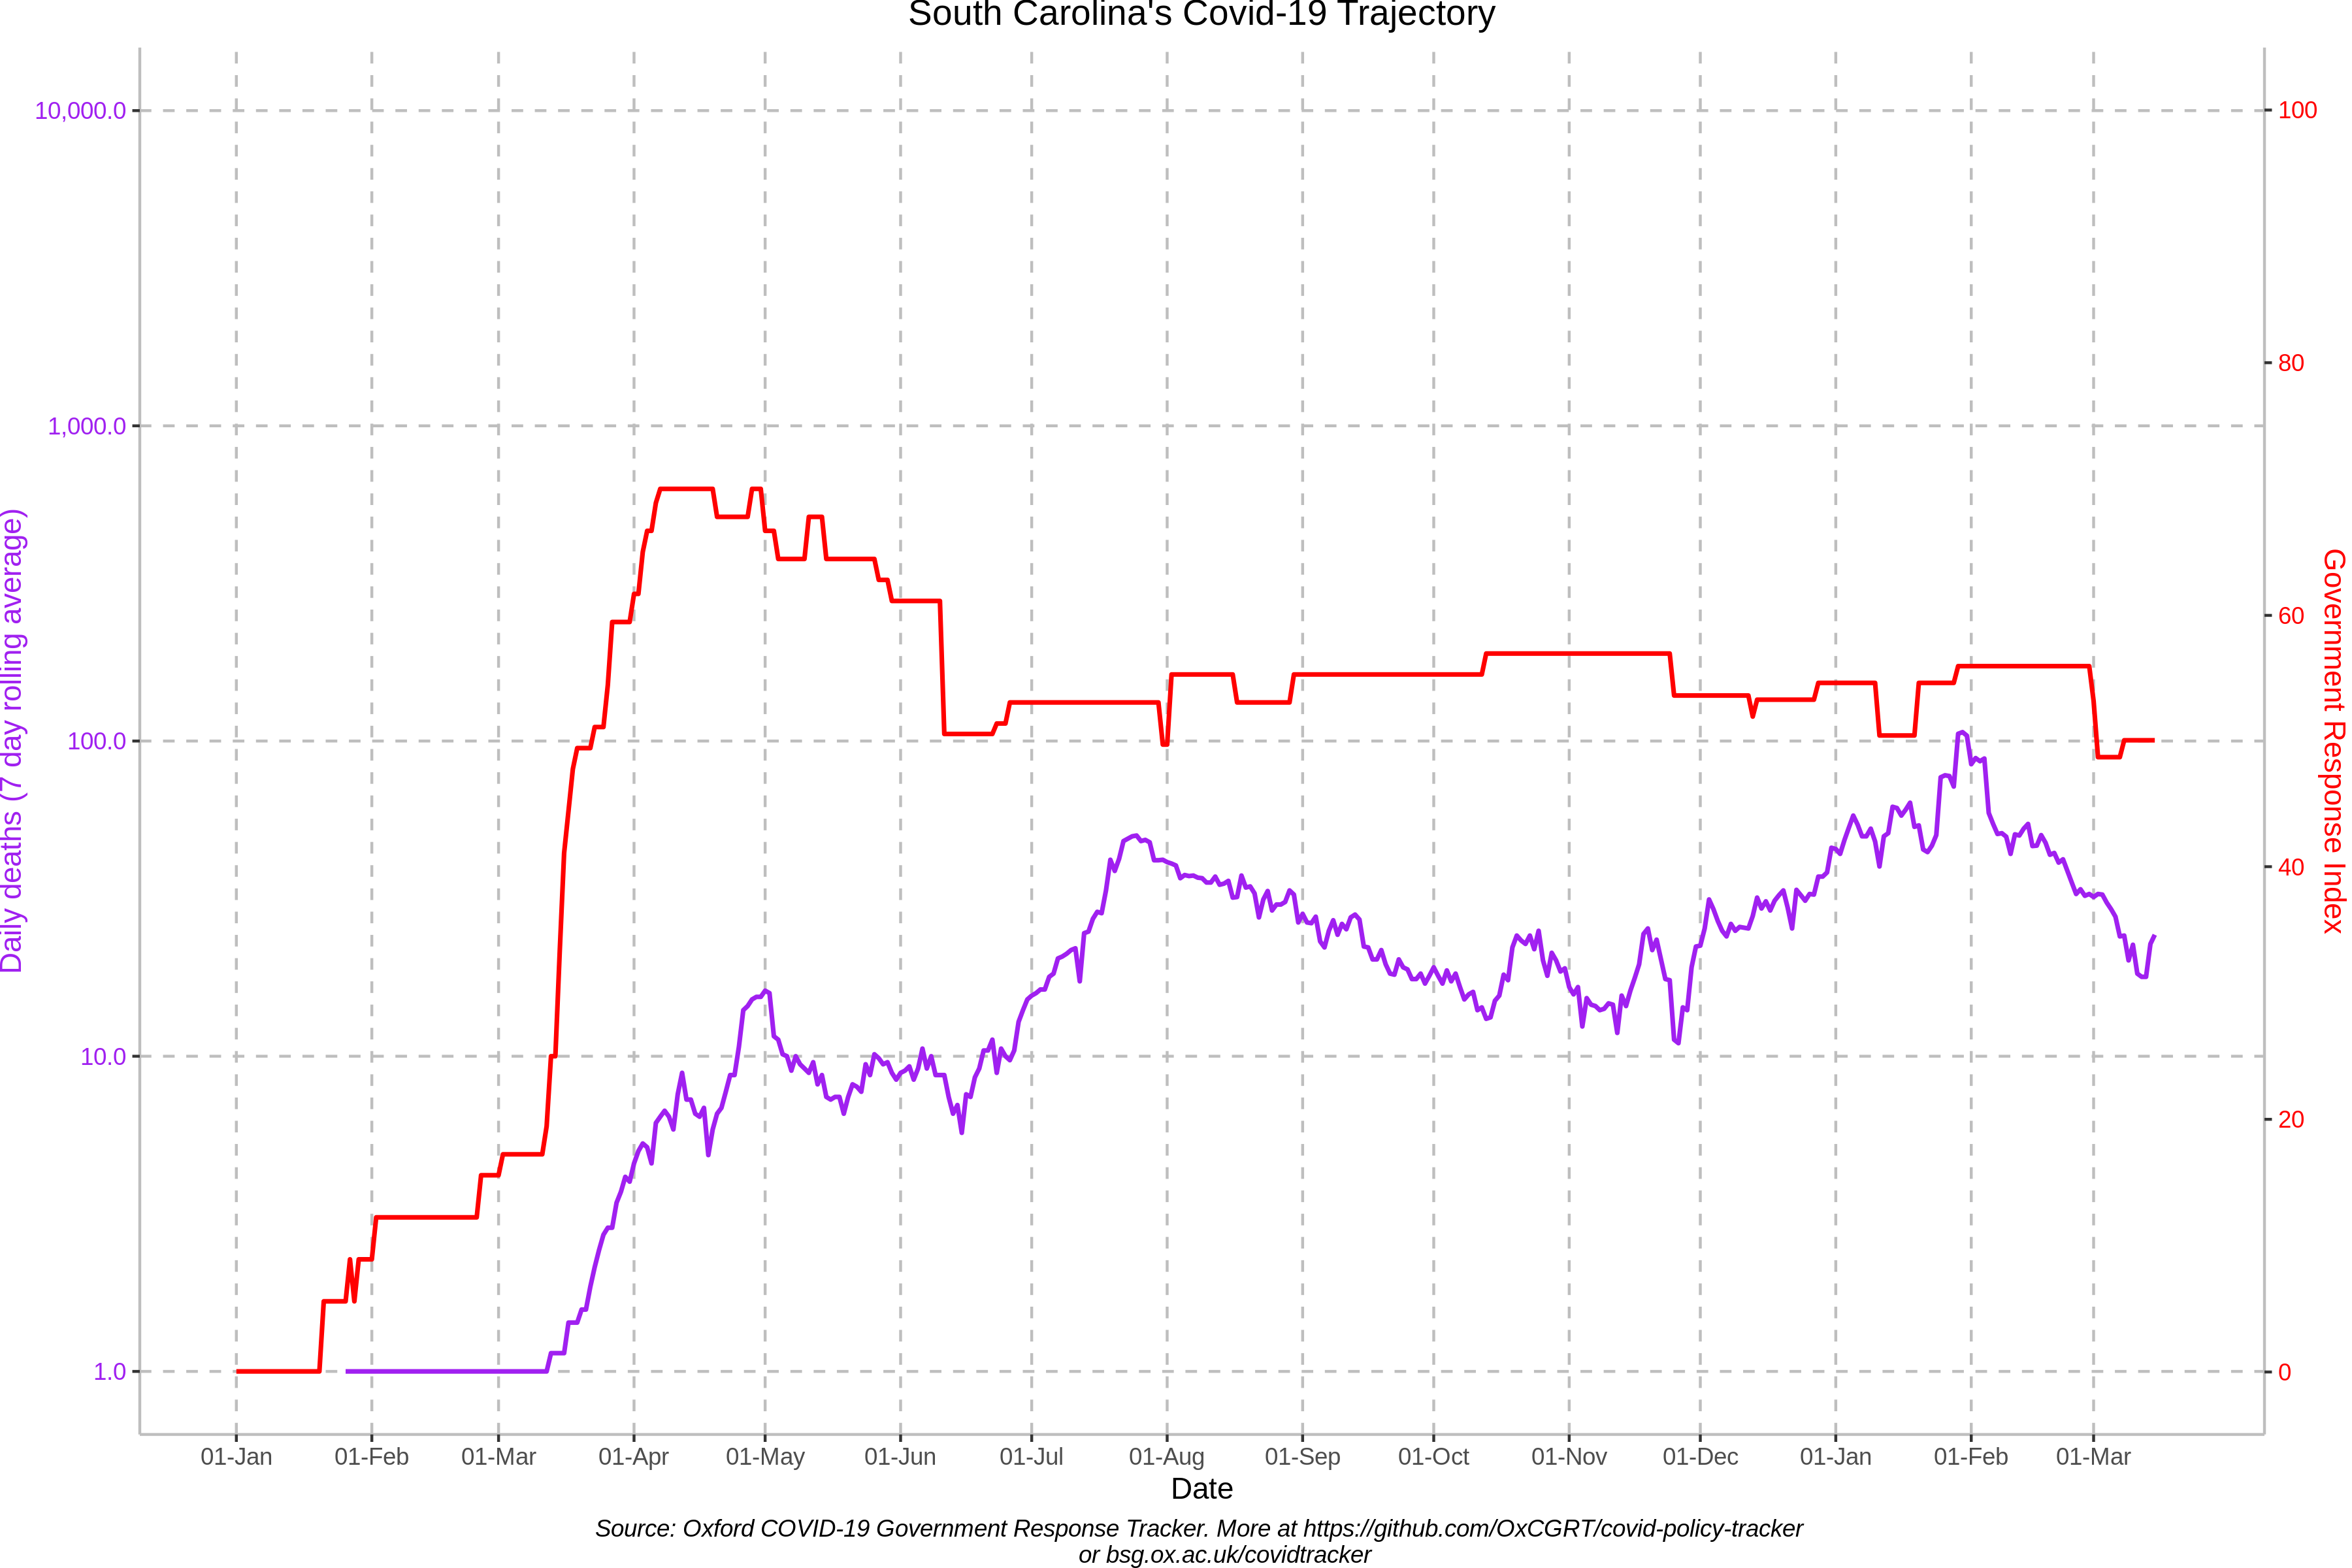 South Carolina's Covid-19 Trajectory
10,000.0
1,000.0
100.0
10.0
1.0
Daily deaths (7 day rolling average)
100
80
60
40
20
0
Government Response Index
01-Jan 01-Feb 01-Mar 01-Apr 01-May 01-Jun 01-Jul 01-Aug 01-Sep 01-Oct 01-Nov 01-Dec 01-Jan 01-Feb 01-Mar
Date
Source: Oxford COVID-19 Government Response Tracker. More at https://github.com/OxCGRT/covid-policy-tracker
or bsg.ox.ac.uk/covidtracker